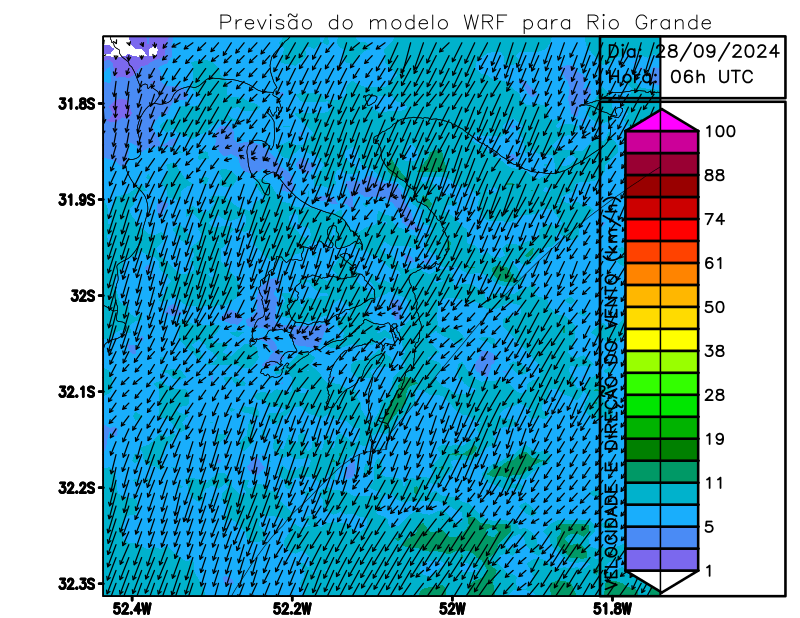 Previsão do modelo WRF para Rio Grande
Dia: 28/09/2024
Hora: 06h UTC
31.8S
31.9S
32S
32.1S
32.2S
32.3S
52.4W
52.2W
52W
51.8W
VELOCIDADE E DIREÇÃO DO VENTO (km/h)
100
88
74
61
50
38
28
19
11
5
1